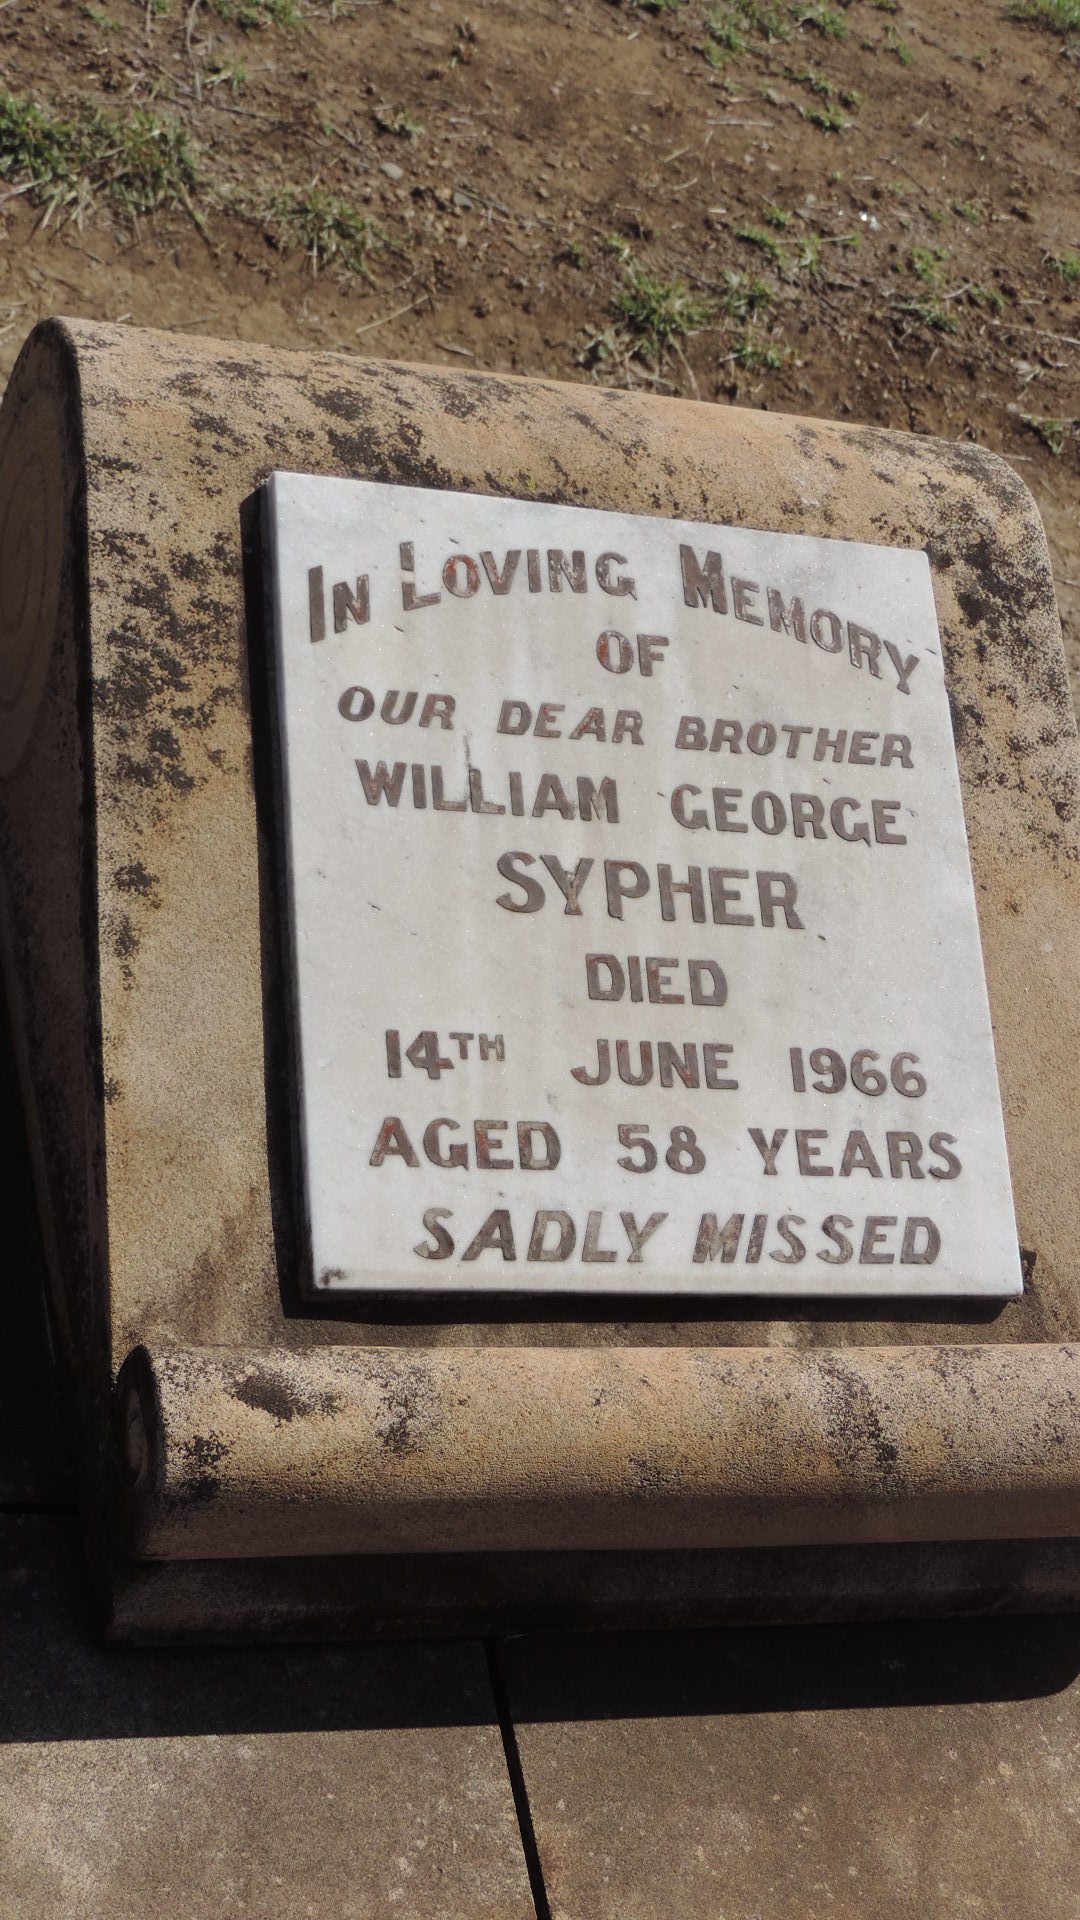 IN LOVING MEMORY
OF
OUR DEAR BROTHER
WILLIAM GEORGE
SYPHER
DIED
14TH JUNE 1966
AGED 58 YEARS
SADLY MISSED